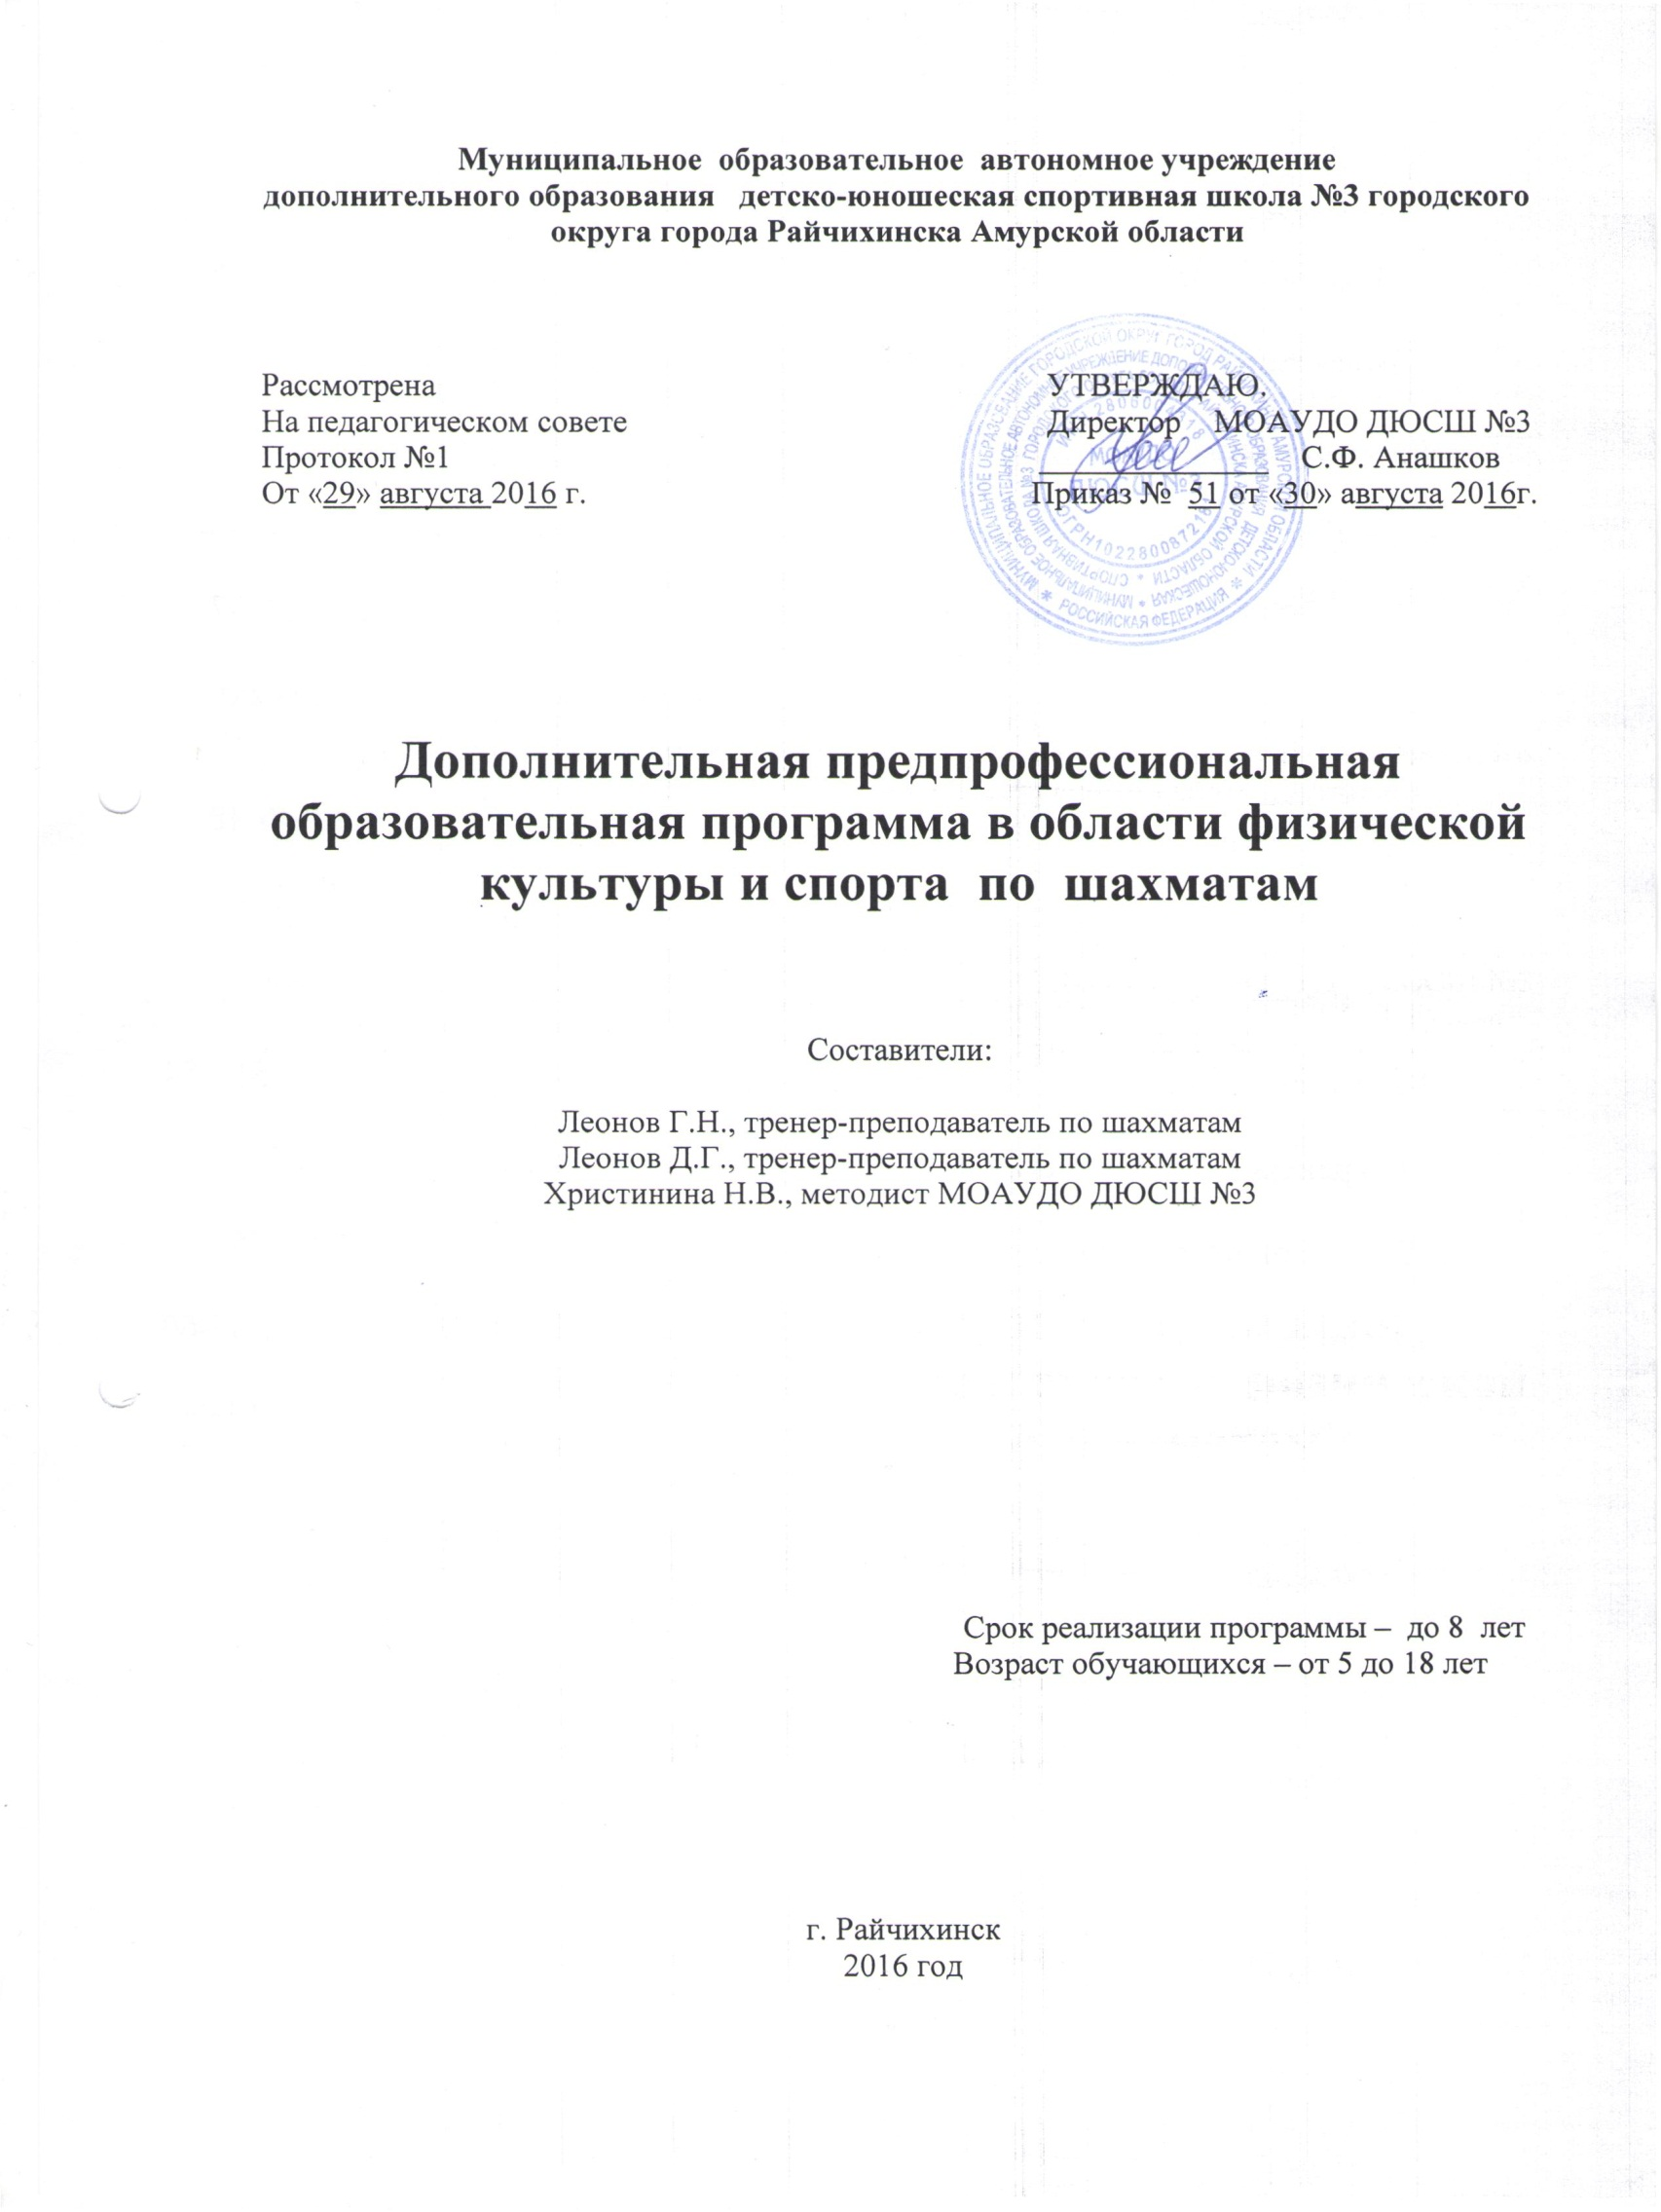 Муниципальное образовательное автономное учреждение
дополнительного образования детско-юношеская спортивная школа №3 городского
округа города Райчихинска Амурской области
Рассмотрена
На педагогическом совете
Протокол №1
От «29» августа 2016 г.
УТВЕРЖДАЮ.
Директор МОАУДО ДЮСШ №3
С.Ф. Анашков
Приказ № 51 от «30» августа 2016г.
РОССИЙСКАЯ ФЕДЕРАЦИЯ
Дополнительная предпрофессиональная
образовательная программа в области физической
культуры и спорта по шахматам
Составители:
Леонов Г.Н., тренер-преподаватель по шахматам
Леонов Д.Г., тренер-преподаватель по шахматам
Христинина Н.В., методист МОАУДО ДЮСШ №3
Срок реализации программы – до 8 лет
Возраст обучающихся – от 5 до 18 лет
г. Райчихинск
2016 год